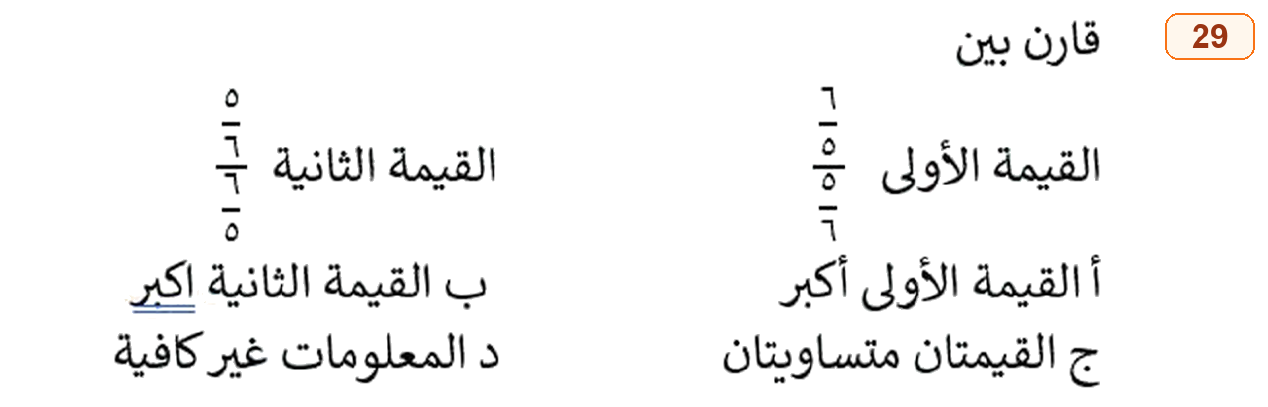 29
قارن بين
القيمة الأولى ٦/٥ / ٥/٦ القيمة الثانية ٥/٦ / ٦/٥
أ القيمة الأولى أكبر ب القيمة الثانية اكبر
ج القيمتان متساويتان د المعلومات غير كافية